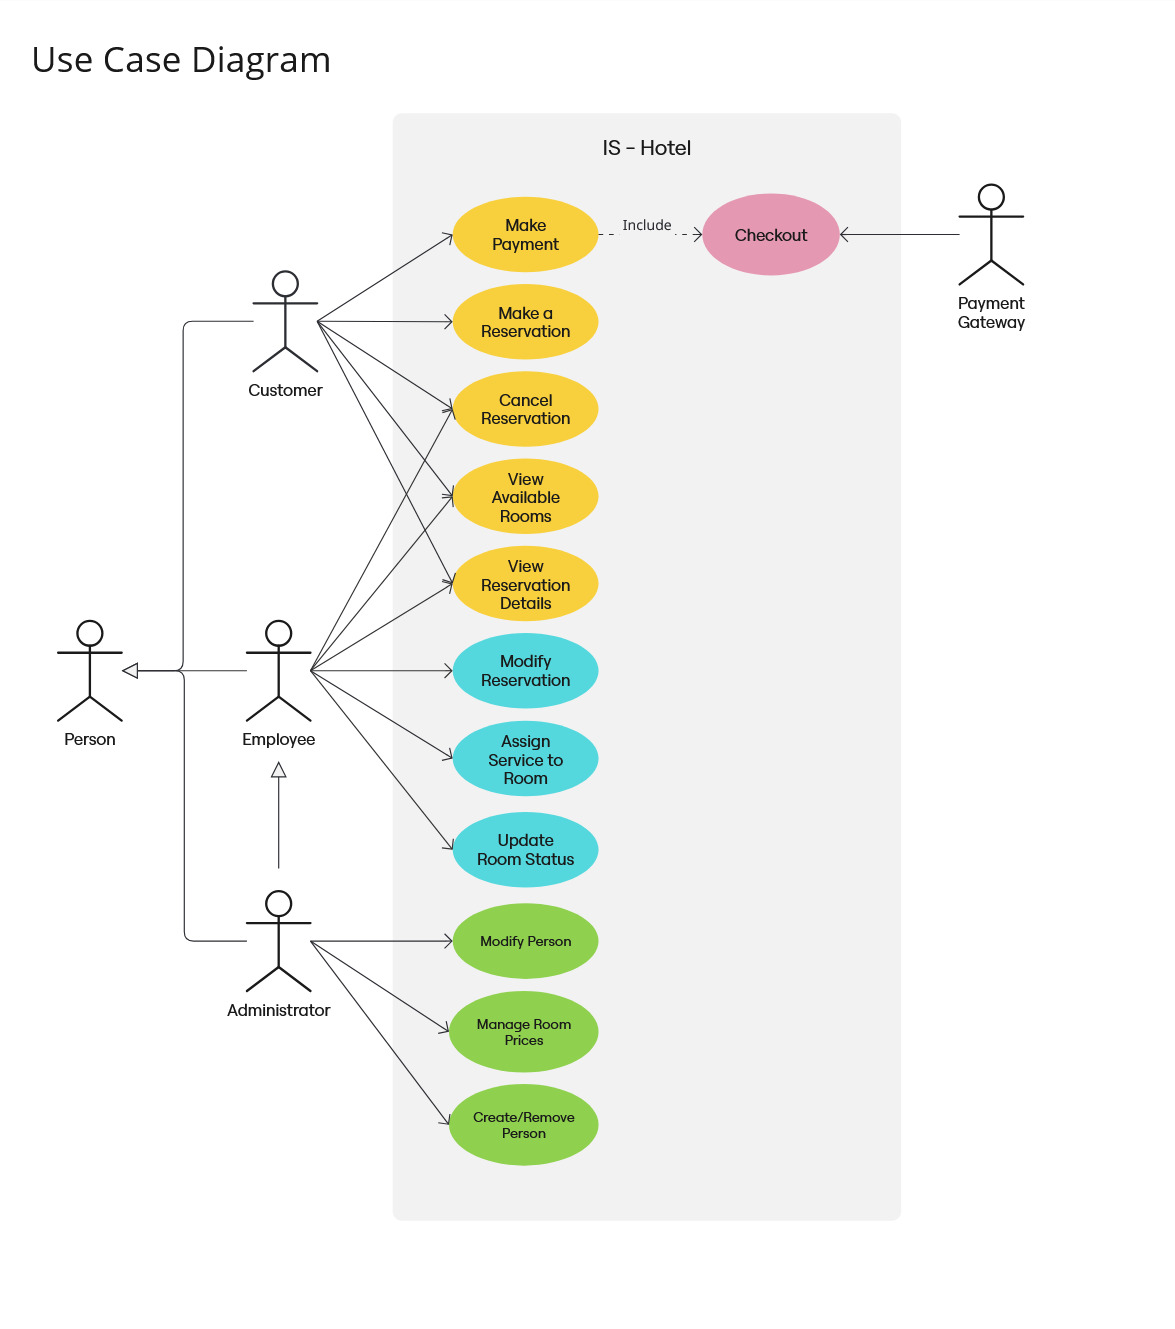 Use Case Diagram
IS - Hotel
Make
Payment
Include
Checkout
Payment
Gateway
Make a
Reservation
Customer
Cancel
Reservation
View
Available
Rooms
View
Reservation
Details
Modify
Reservation
Person
Employee
Assign
Service to
Room
Update
Room Status
Modify Person
Administrator
Manage Room
Prices
Create/Remove
Person